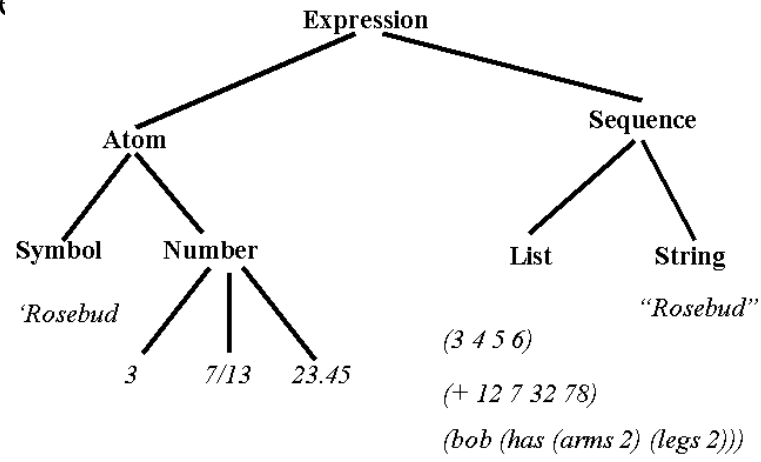 Expression
Atom
Sequence
Symbol
Number
List
String
‘Rosebud
“Rosebud”
3
7/13
23.45
(3 4 5 6)
(+ 12 7 32 78)
(bob (has (arms 2) (legs 2)))